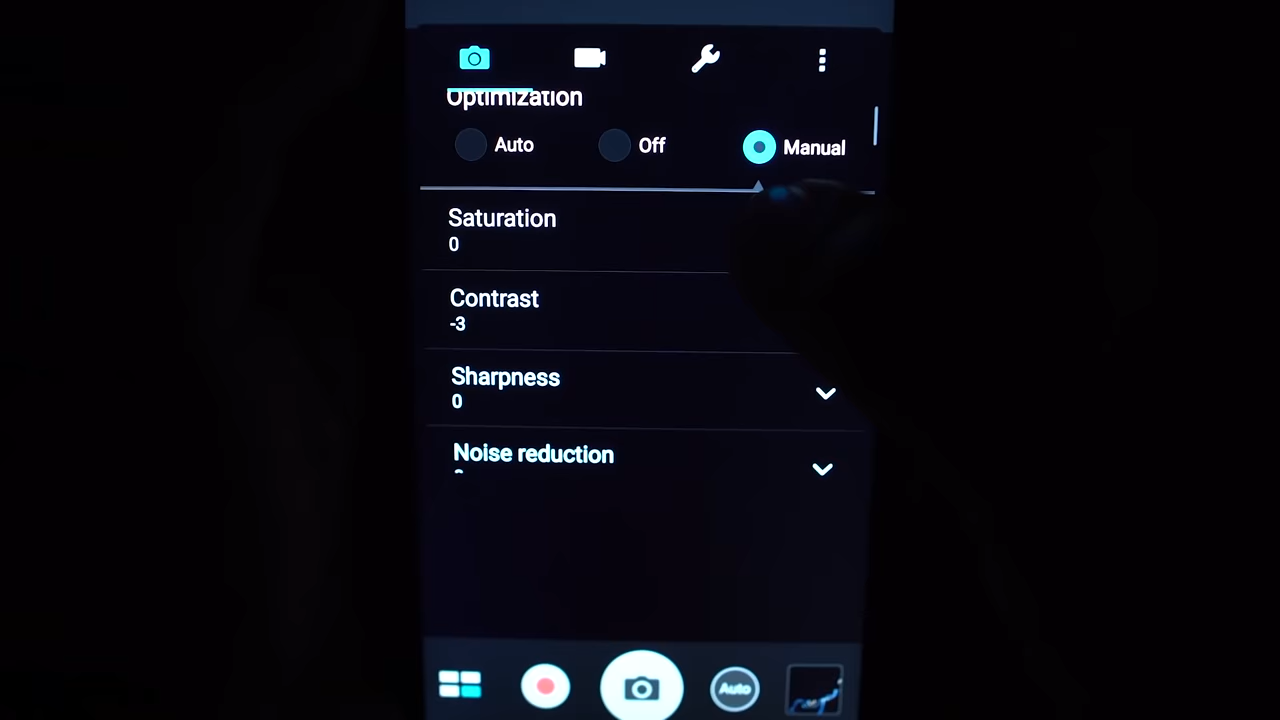 Optimization
Auto
Off
Manual
Saturation
0
Contrast
-3
Sharpness
0
Noise reduction
Auto